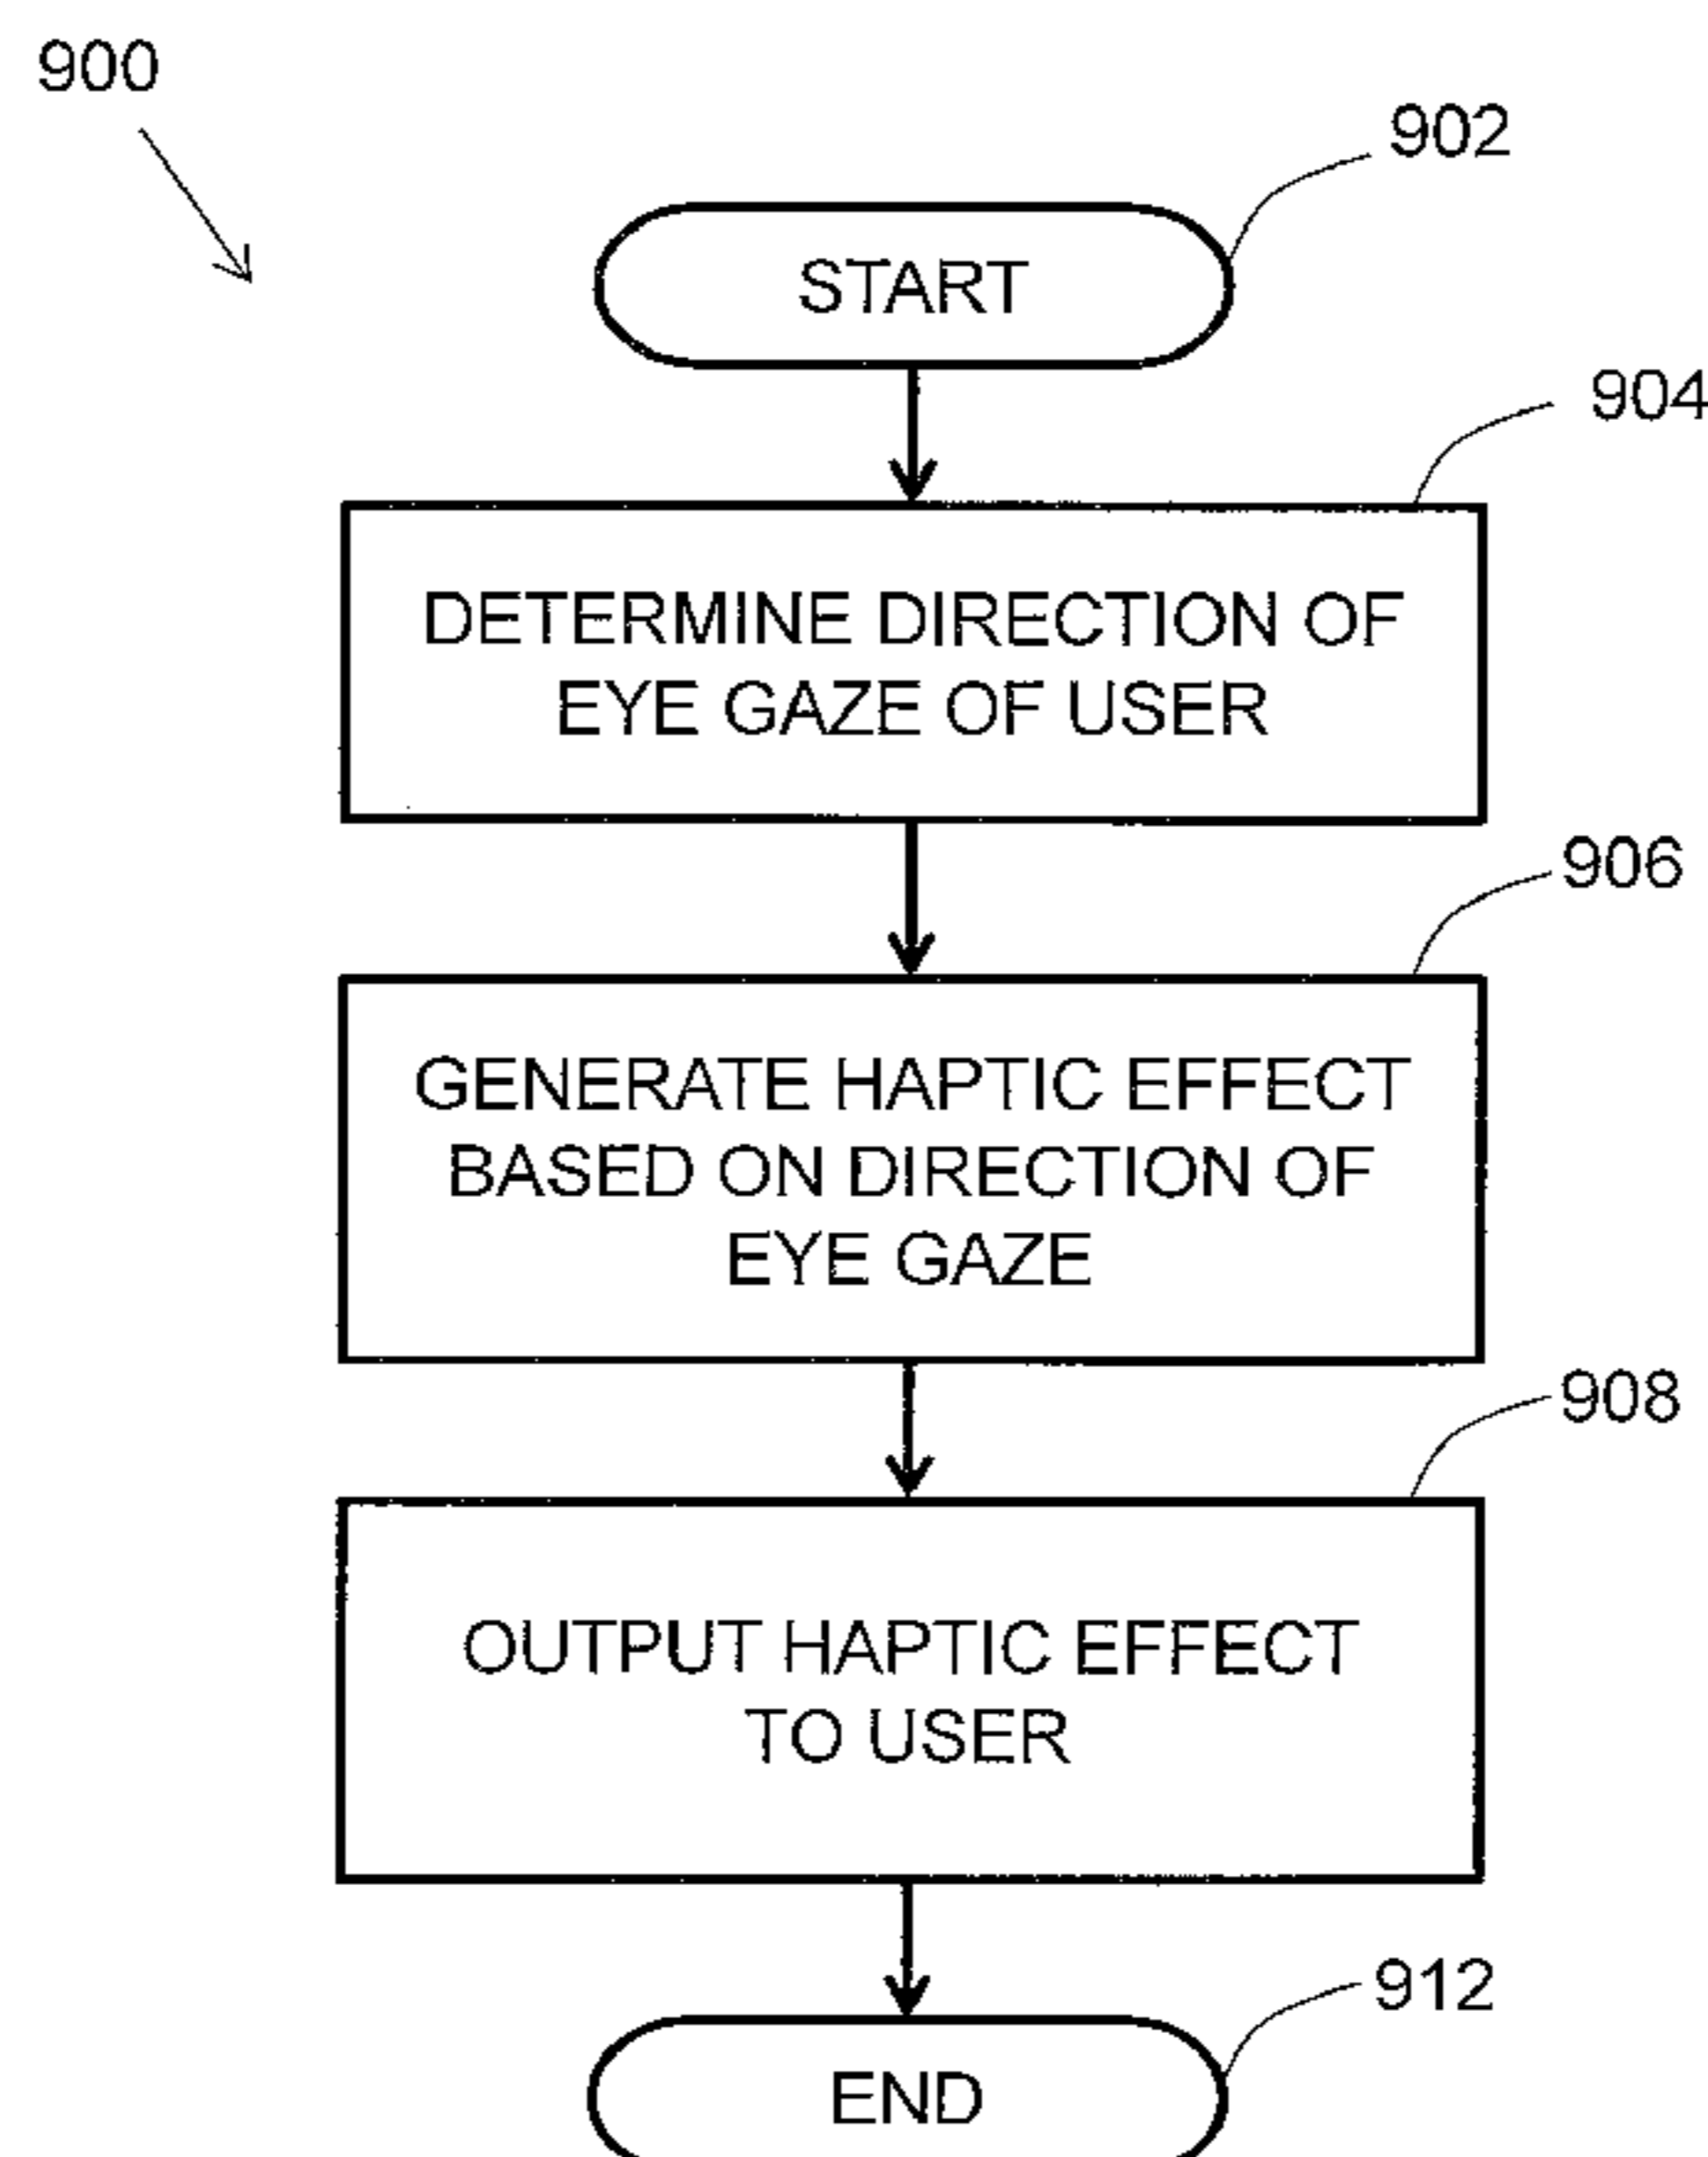 900
902
START
904
DETERMINE DIRECTION OF
EYE GAZE OF USER
906
GENERATE HAPTIC EFFECT
BASED ON DIRECTION OF
EYE GAZE
908
OUTPUT HAPTIC EFFECT
TO USER
912
END